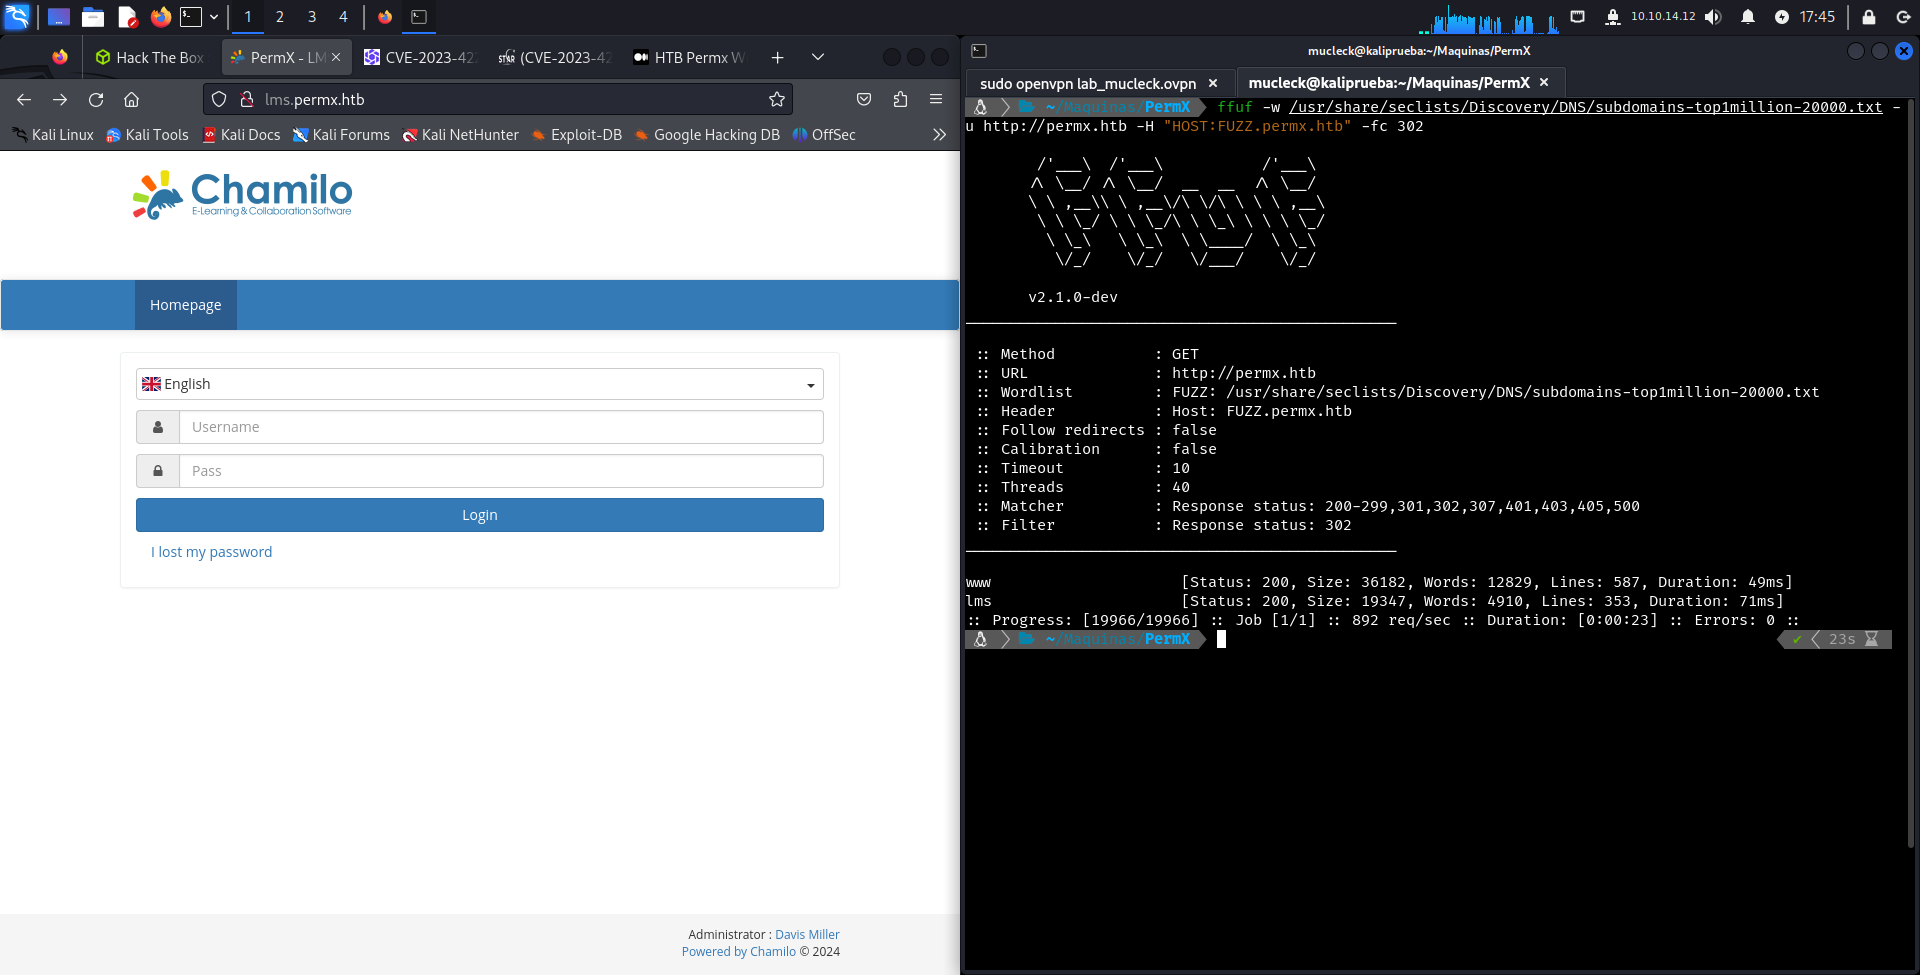 1 2 3 4
10.10.14.12 17:45
Hack The Box
PermX - LM
CVE-2023-42
(CVE-2023-42
HTB Permx W
lms.permx.htb
Kali Linux Kali Tools Kali Docs Kali Forums Kali NetHunter Exploit-DB Google Hacking DB OffSec
Chamilo
E-Learning & Collaboration Software
Homepage
English
Username
Pass
Login
I lost my password
Administrator : Davis Miller
Powered by Chamilo © 2024
mucleck@kaliprueba:~/Maquinas/PermX
sudo openvpn lab_mucleck.ovpn
mucleck@kaliprueba:~/Maquinas/PermX
~/Maquinas/PermX ffuf -w /usr/share/seclists/Discovery/DNS/subdomains-top1million-20000.txt -
u http://permx.htb -H "HOST:FUZZ.permx.htb" -fc 302
v2.1.0-dev
:: Method : GET
:: URL : http://permx.htb
:: Wordlist : FUZZ: /usr/share/seclists/Discovery/DNS/subdomains-top1million-20000.txt
:: Header : Host: FUZZ.permx.htb
:: Follow redirects : false
:: Calibration : false
:: Timeout : 10
:: Threads : 40
:: Matcher : Response status: 200-299,301,302,307,401,403,405,500
:: Filter : Response status: 302
www [Status: 200, Size: 36182, Words: 12829, Lines: 587, Duration: 49ms]
lms [Status: 200, Size: 19347, Words: 4910, Lines: 353, Duration: 71ms]
:: Progress: [19966/19966] :: Job [1/1] :: 892 req/sec :: Duration: [0:00:23] :: Errors: 0 ::
~/Maquinas/PermX
✔ 23s